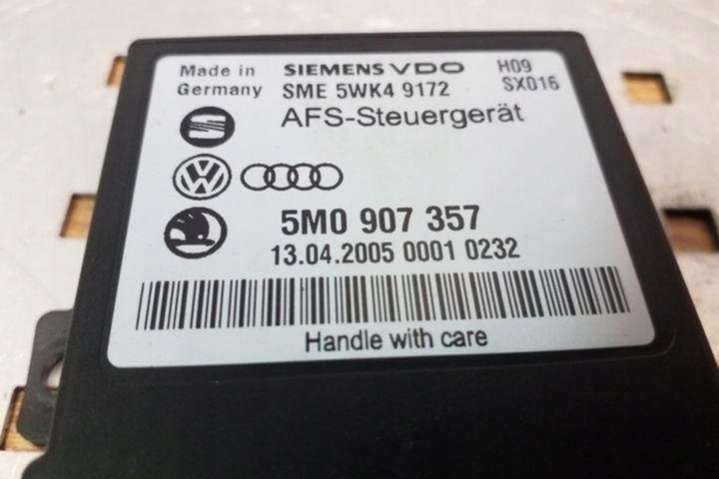 Made in Germany
SIEMENS VDO
SME 5WK4 9172
H09
SX016
AFS-Steuergerät
5M0 907 357
13.04.2005 0001 0232
Handle with care